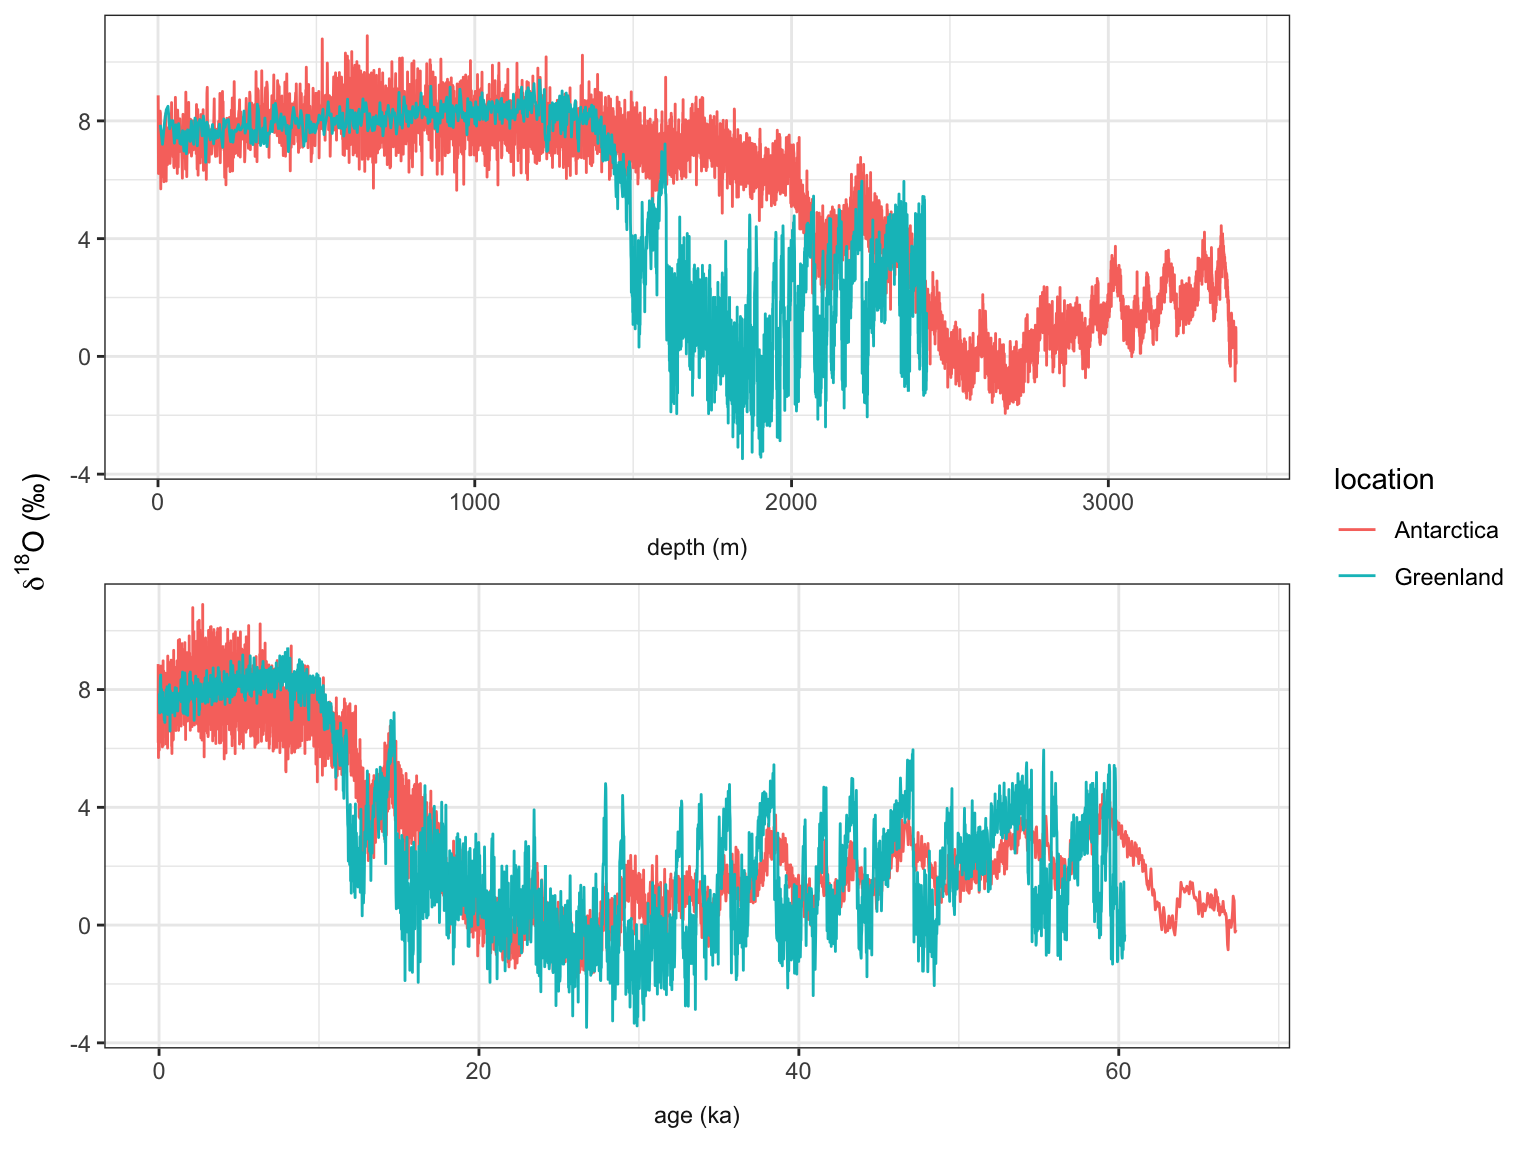 8
4
0
-4
0 1000 2000 3000
depth (m)
δ¹⁸O (‰)
location
Antarctica
Greenland
8
4
0
-4
0 20 40 60
age (ka)